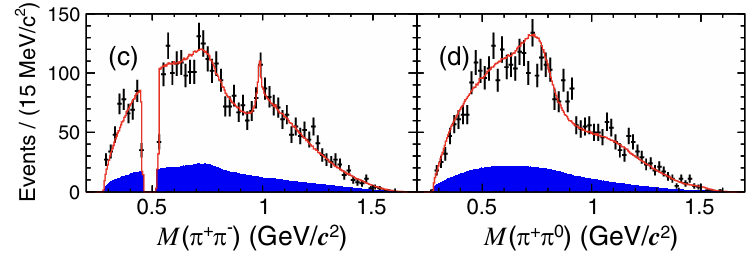 Events / (15 MeV/c²)
150
100
50
0
(c)
(d)
0.5 1 1.5
0.5 1 1.5
M(π⁺π⁻) (GeV/c²)
M(π⁺π⁰) (GeV/c²)